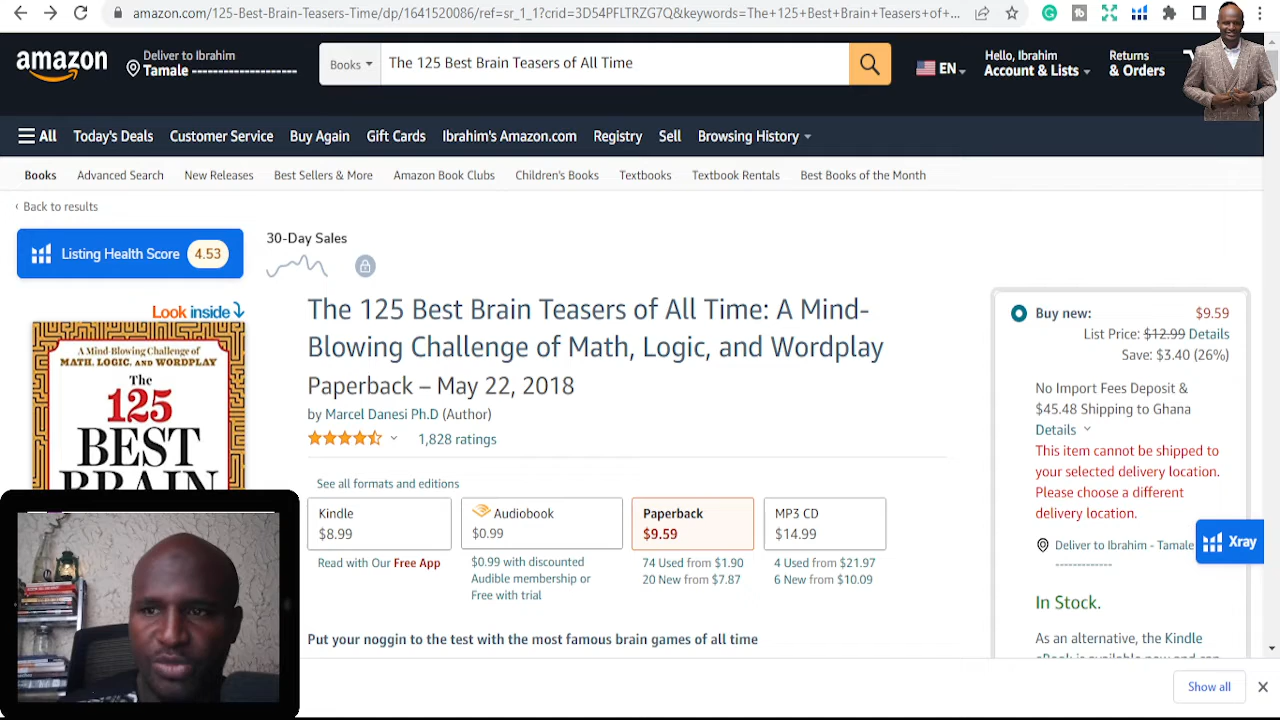 amazon.com/125-Best-Brain-Teasers-Time/dp/1641520086/ref=sr_1_1?crid=3D54PFLTRZG7Q&keywords=The+125+Best+Brain+Teasers+of+...
amazon
Deliver to Ibrahim
Tamale --------------------
Books
The 125 Best Brain Teasers of All Time
EN
Hello, Ibrahim
Account & Lists
Returns
& Orders
All
Today's Deals
Customer Service
Buy Again
Gift Cards
Ibrahim's Amazon.com
Registry
Sell
Browsing History
Books
Advanced Search
New Releases
Best Sellers & More
Amazon Book Clubs
Children's Books
Textbooks
Textbook Rentals
Best Books of the Month
‹ Back to results
Listing Health Score 4.53
30-Day Sales
Look inside
A Mind-Blowing Challenge of
MATH, LOGIC, AND WORDPLAY
The
125
BEST
BRAIN
The 125 Best Brain Teasers of All Time: A Mind-
Blowing Challenge of Math, Logic, and Wordplay
Paperback – May 22, 2018
by Marcel Danesi Ph.D (Author)
1,828 ratings
See all formats and editions
Kindle
$8.99
Read with Our Free App
Audiobook
$0.99
$0.99 with discounted
Audible membership or
Free with trial
Paperback
$9.59
74 Used from $1.90
20 New from $7.87
MP3 CD
$14.99
4 Used from $21.97
6 New from $10.09
Put your noggin to the test with the most famous brain games of all time
Buy new: $9.59
List Price: $12.99 Details
Save: $3.40 (26%)
No Import Fees Deposit &
$45.48 Shipping to Ghana
Details
This item cannot be shipped to
your selected delivery location.
Please choose a different
delivery location.
Deliver to Ibrahim - Tamale
-------------
Xray
In Stock.
As an alternative, the Kindle
eBook is available now and can
Show all